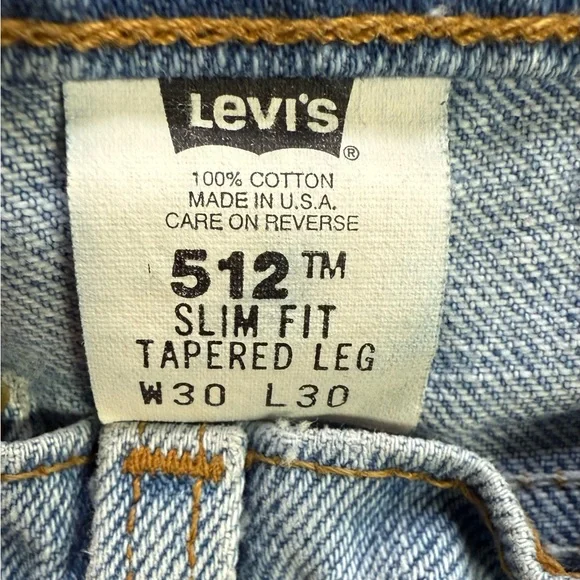 Levi's
®
100% COTTON
MADE IN U.S.A.
CARE ON REVERSE
512™
SLIM FIT
TAPERED LEG
W30 L30